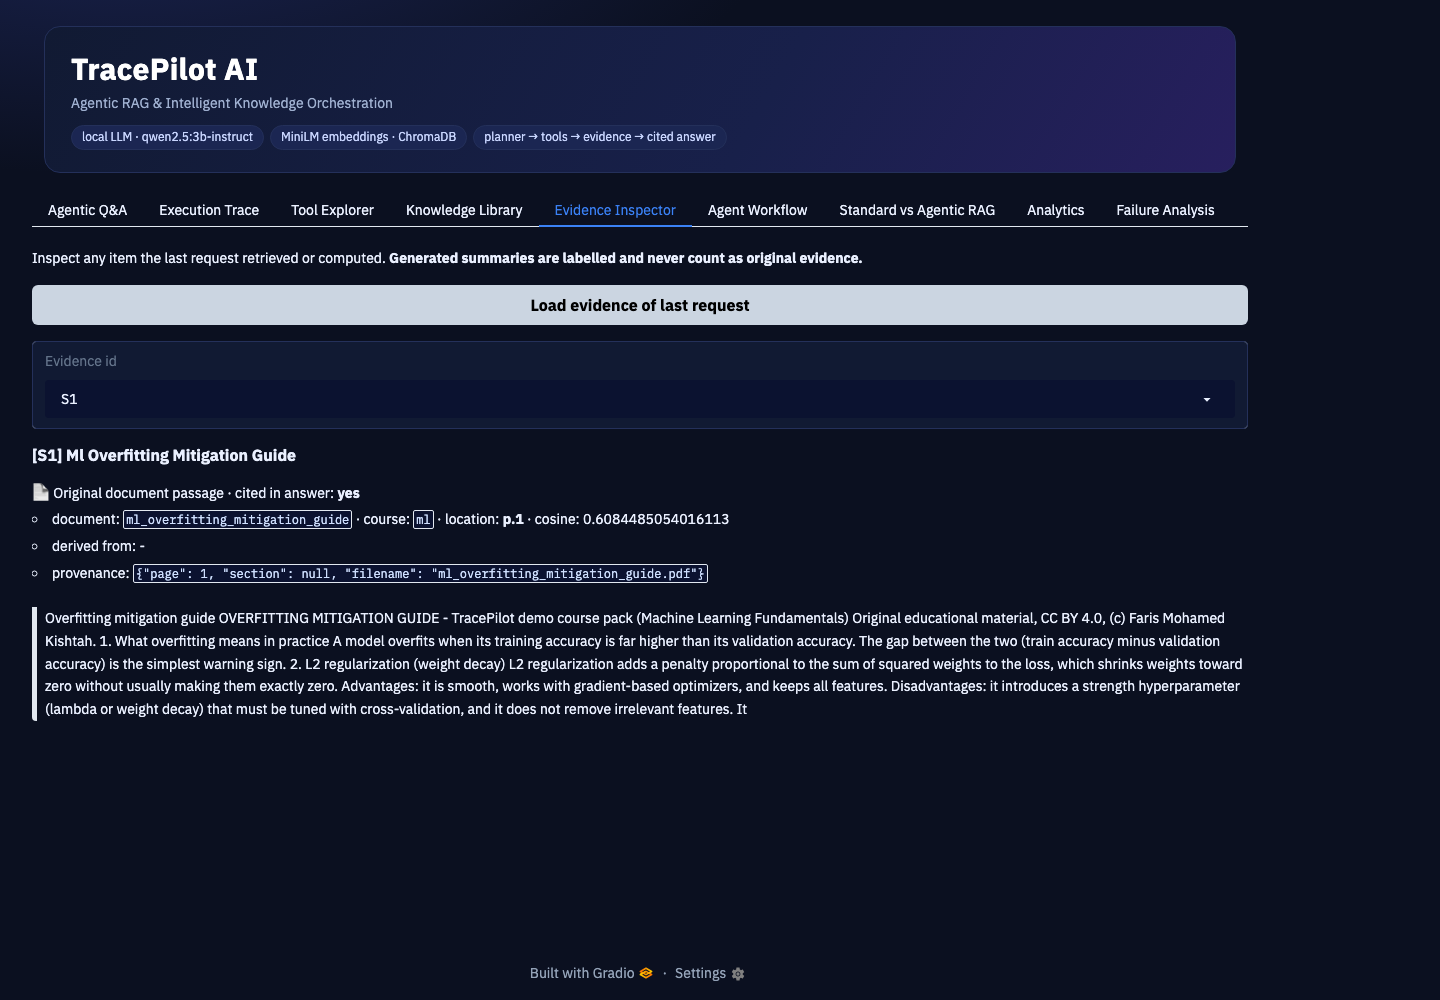 TracePilot AI
Agentic RAG & Intelligent Knowledge Orchestration
local LLM · qwen2.5:3b-instruct
MiniLM embeddings · ChromaDB
planner → tools → evidence → cited answer
Agentic Q&A
Execution Trace
Tool Explorer
Knowledge Library
Evidence Inspector
Agent Workflow
Standard vs Agentic RAG
Analytics
Failure Analysis
Inspect any item the last request retrieved or computed. Generated summaries are labelled and never count as original evidence.
Load evidence of last request
Evidence id
S1
[S1] Ml Overfitting Mitigation Guide
Original document passage · cited in answer: yes
document: ml_overfitting_mitigation_guide · course: ml · location: p.1 · cosine: 0.6084485054016113
derived from: -
provenance: {"page": 1, "section": null, "filename": "ml_overfitting_mitigation_guide.pdf"}
Overfitting mitigation guide OVERFITTING MITIGATION GUIDE - TracePilot demo course pack (Machine Learning Fundamentals) Original educational material, CC BY 4.0, (c) Faris Mohamed
Kishtah. 1. What overfitting means in practice A model overfits when its training accuracy is far higher than its validation accuracy. The gap between the two (train accuracy minus validation
accuracy) is the simplest warning sign. 2. L2 regularization (weight decay) L2 regularization adds a penalty proportional to the sum of squared weights to the loss, which shrinks weights toward
zero without usually making them exactly zero. Advantages: it is smooth, works with gradient-based optimizers, and keeps all features. Disadvantages: it introduces a strength hyperparameter
(lambda or weight decay) that must be tuned with cross-validation, and it does not remove irrelevant features. It
Built with Gradio · Settings